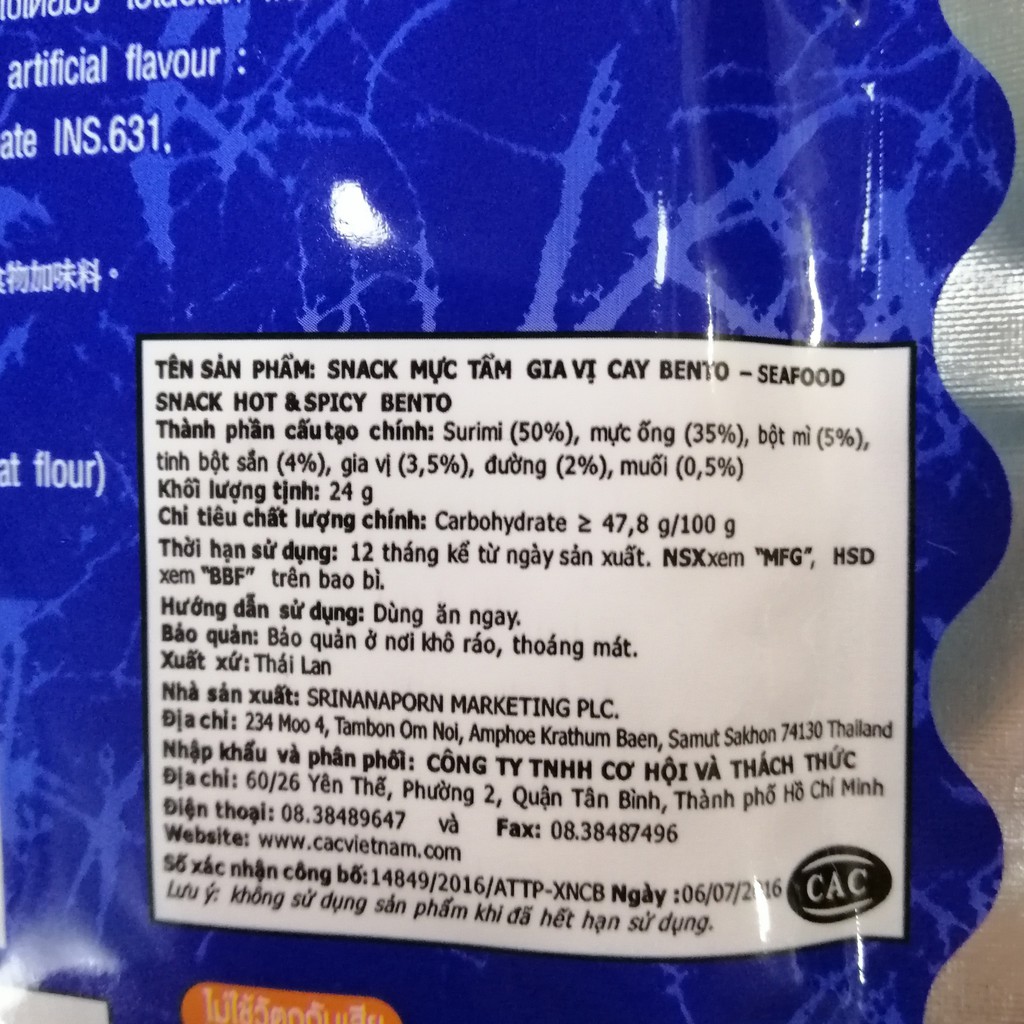 artificial flavour :
INS.631,
物加味料。
flour)
TÊN SẢN PHẨM: SNACK MỰC TẨM GIA VỊ CAY BENTO – SEAFOOD
SNACK HOT & SPICY BENTO
Thành phần cấu tạo chính: Surimi (50%), mực ống (35%), bột mì (5%),
tinh bột sắn (4%), gia vị (3,5%), đường (2%), muối (0,5%)
Khối lượng tịnh: 24 g
Chỉ tiêu chất lượng chính: Carbohydrate ≥ 47,8 g/100 g
Thời hạn sử dụng: 12 tháng kể từ ngày sản xuất. NSX xem "MFG", HSD
xem "BBF" trên bao bì.
Hướng dẫn sử dụng: Dùng ăn ngay.
Bảo quản: Bảo quản ở nơi khô ráo, thoáng mát.
Xuất xứ: Thái Lan
Nhà sản xuất: SRINANAPORN MARKETING PLC.
Địa chỉ: 234 Moo 4, Tambon Om Noi, Amphoe Krathum Baen, Samut Sakhon 74130 Thailand
Nhập khẩu và phân phối: CÔNG TY TNHH CƠ HỘI VÀ THÁCH THỨC
Địa chỉ: 60/26 Yên Thế, Phường 2, Quận Tân Bình, Thành phố Hồ Chí Minh
Điện thoại: 08.38489647 và Fax: 08.38487496
Website: www.cacvietnam.com
Số xác nhận công bố: 14849/2016/ATTP-XNCB Ngày : 06/07/2016
CAC
Lưu ý: không sử dụng sản phẩm khi đã hết hạn sử dụng.